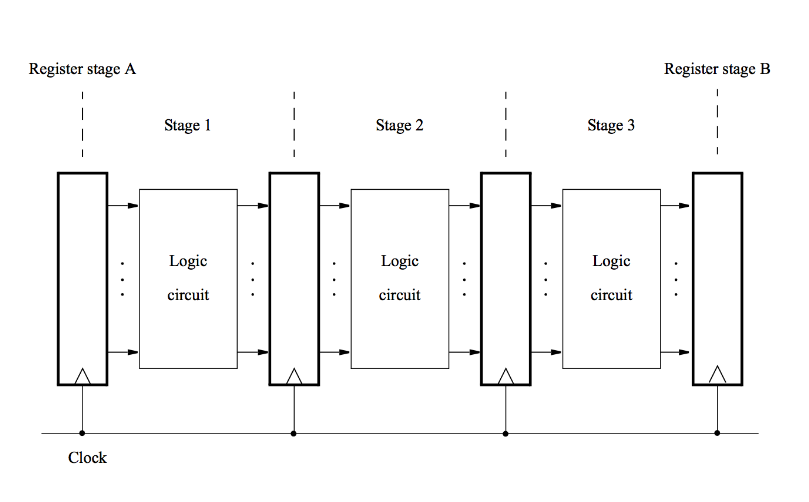 Register stage A
Register stage B
Stage 1
Stage 2
Stage 3
Logic
circuit
Logic
circuit
Logic
circuit
Clock